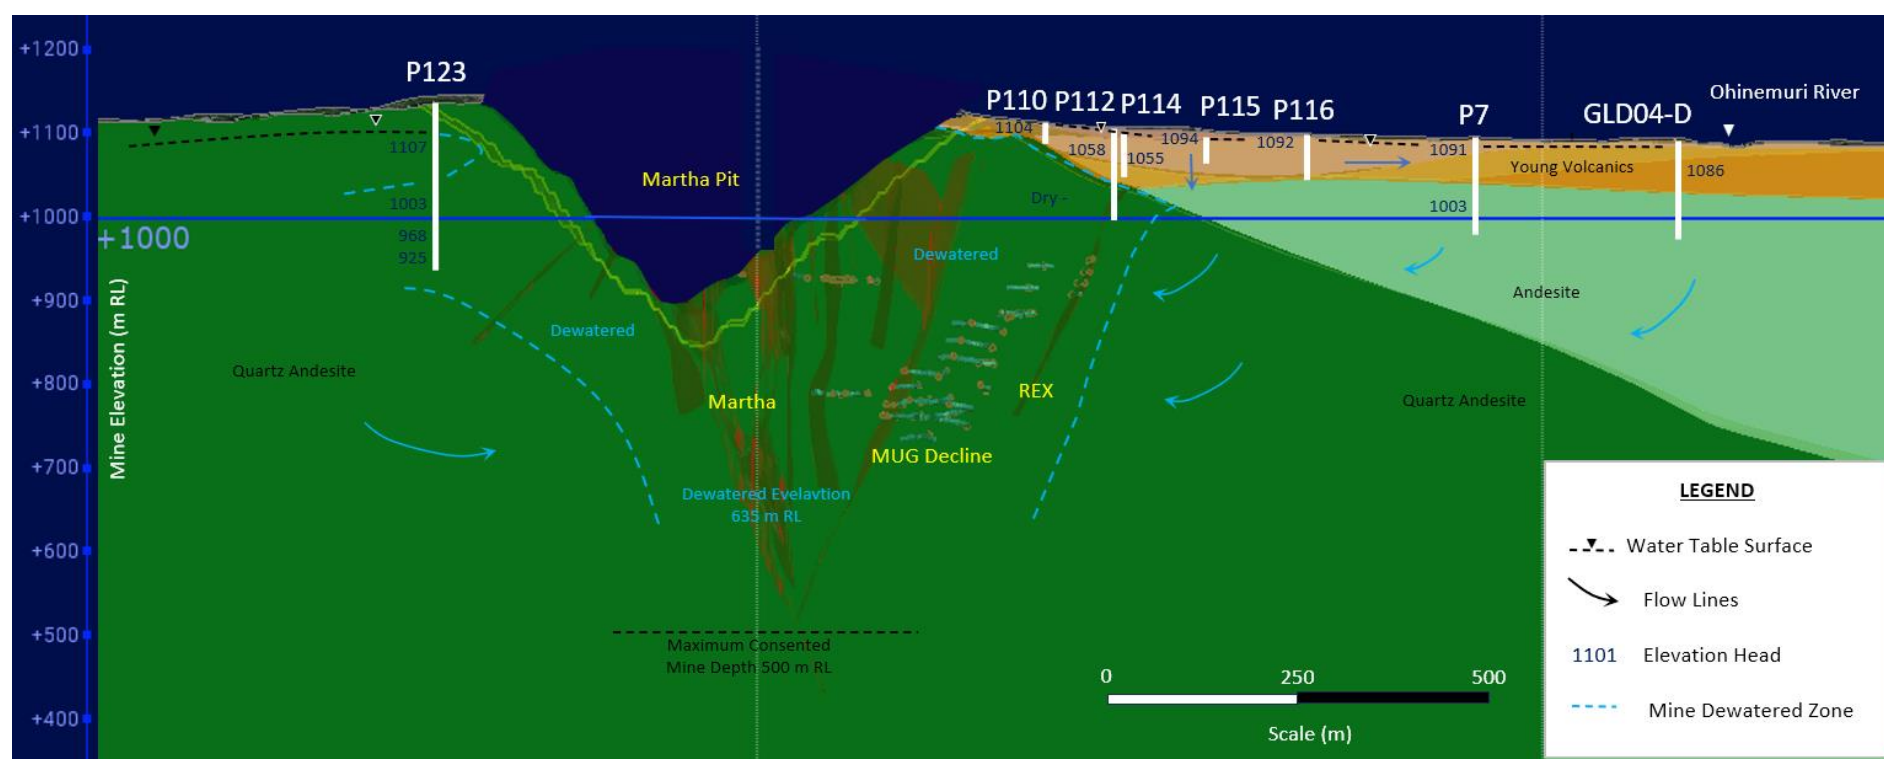 +1200
+1100
+1000
+900
+800
+700
+600
+500
+400
Mine Elevation (m RL)
+1000
P123
P110
P112
P114
P115
P116
P7
GLD04-D
Ohinemuri River
1107
1003
968
925
1104
1058
1055
1094
1092
1091
1003
1086
Martha Pit
Young Volcanics
Dry -
Dewatered
Dewatered
Andesite
Quartz Andesite
Quartz Andesite
Martha
REX
MUG Decline
Dewatered Evelavtion
635 m RL
Maximum Consented
Mine Depth 500 m RL
0 250 500
Scale (m)
LEGEND
Water Table Surface
Flow Lines
1101 Elevation Head
Mine Dewatered Zone